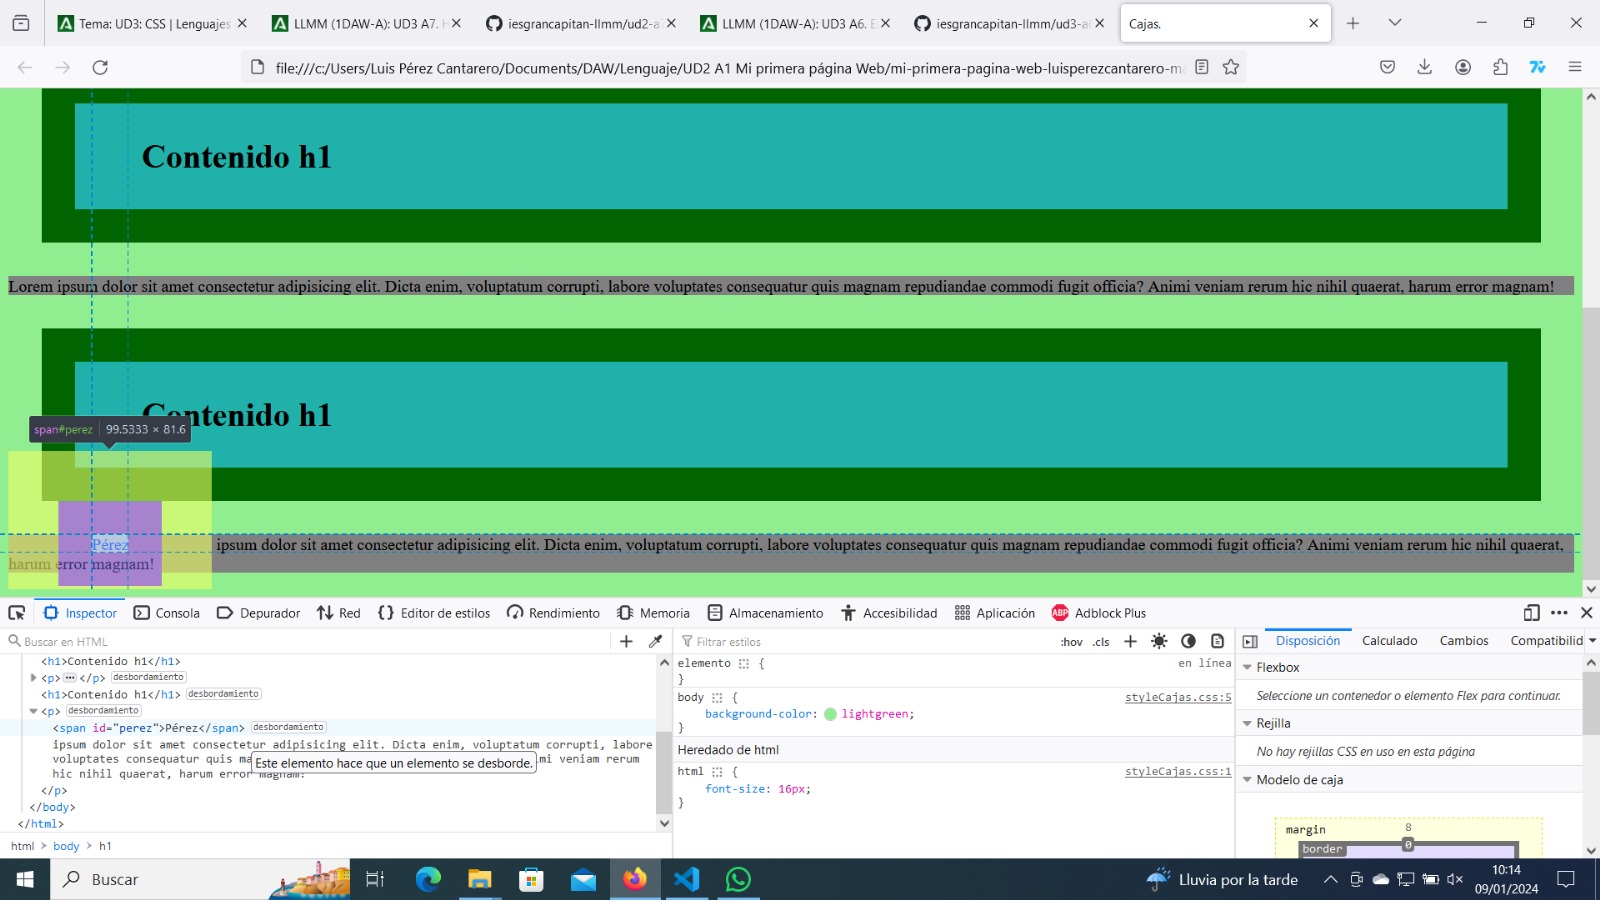 Tema: UD3: CSS | Lenguajes
LLMM (1DAW-A): UD3 A7. H
iesgrancapitan-llmm/ud2-a
LLMM (1DAW-A): UD3 A6. E
iesgrancapitan-llmm/ud3-a
Cajas.
file:///c:/Users/Luis Pérez Cantarero/Documents/DAW/Lenguaje/UD2 A1 Mi primera página Web/mi-primera-pagina-web-luisperezcantarero-ma
Contenido h1
Lorem ipsum dolor sit amet consectetur adipisicing elit. Dicta enim, voluptatum corrupti, labore voluptates consequatur quis magnam repudiandae commodi fugit officia? Animi veniam rerum hic nihil quaerat, harum error magnam!
Contenido h1
span#perez 99.5333 × 81.6
Pérez ipsum dolor sit amet consectetur adipisicing elit. Dicta enim, voluptatum corrupti, labore voluptates consequatur quis magnam repudiandae commodi fugit officia? Animi veniam rerum hic nihil quaerat,
harum error magnam!
Inspector Consola Depurador Red Editor de estilos Rendimiento Memoria Almacenamiento Accesibilidad Aplicación ABP Adblock Plus
Buscar en HTML
<h1>Contenido h1</h1>
<p> ••• </p> desbordamiento
<h1>Contenido h1</h1> desbordamiento
<p> desbordamiento
<span id="perez">Pérez</span> desbordamiento
ipsum dolor sit amet consectetur adipisicing elit. Dicta enim, voluptatum corrupti, labore
voluptates consequatur quis ma
mi veniam rerum
hic nihil quaerat, harum error magnam!
Este elemento hace que un elemento se desborde.
</p>
</body>
</html>
html > body > h1
Filtrar estilos :hov .cls
elemento { en línea
}
body { styleCajas.css:5
background-color: lightgreen;
}
Heredado de html
html { styleCajas.css:1
font-size: 16px;
}
Disposición Calculado Cambios Compatibilid
Flexbox
Seleccione un contenedor o elemento Flex para continuar.
Rejilla
No hay rejillas CSS en uso en esta página
Modelo de caja
margin 8
border 0
Buscar
Lluvia por la tarde
10:14
09/01/2024